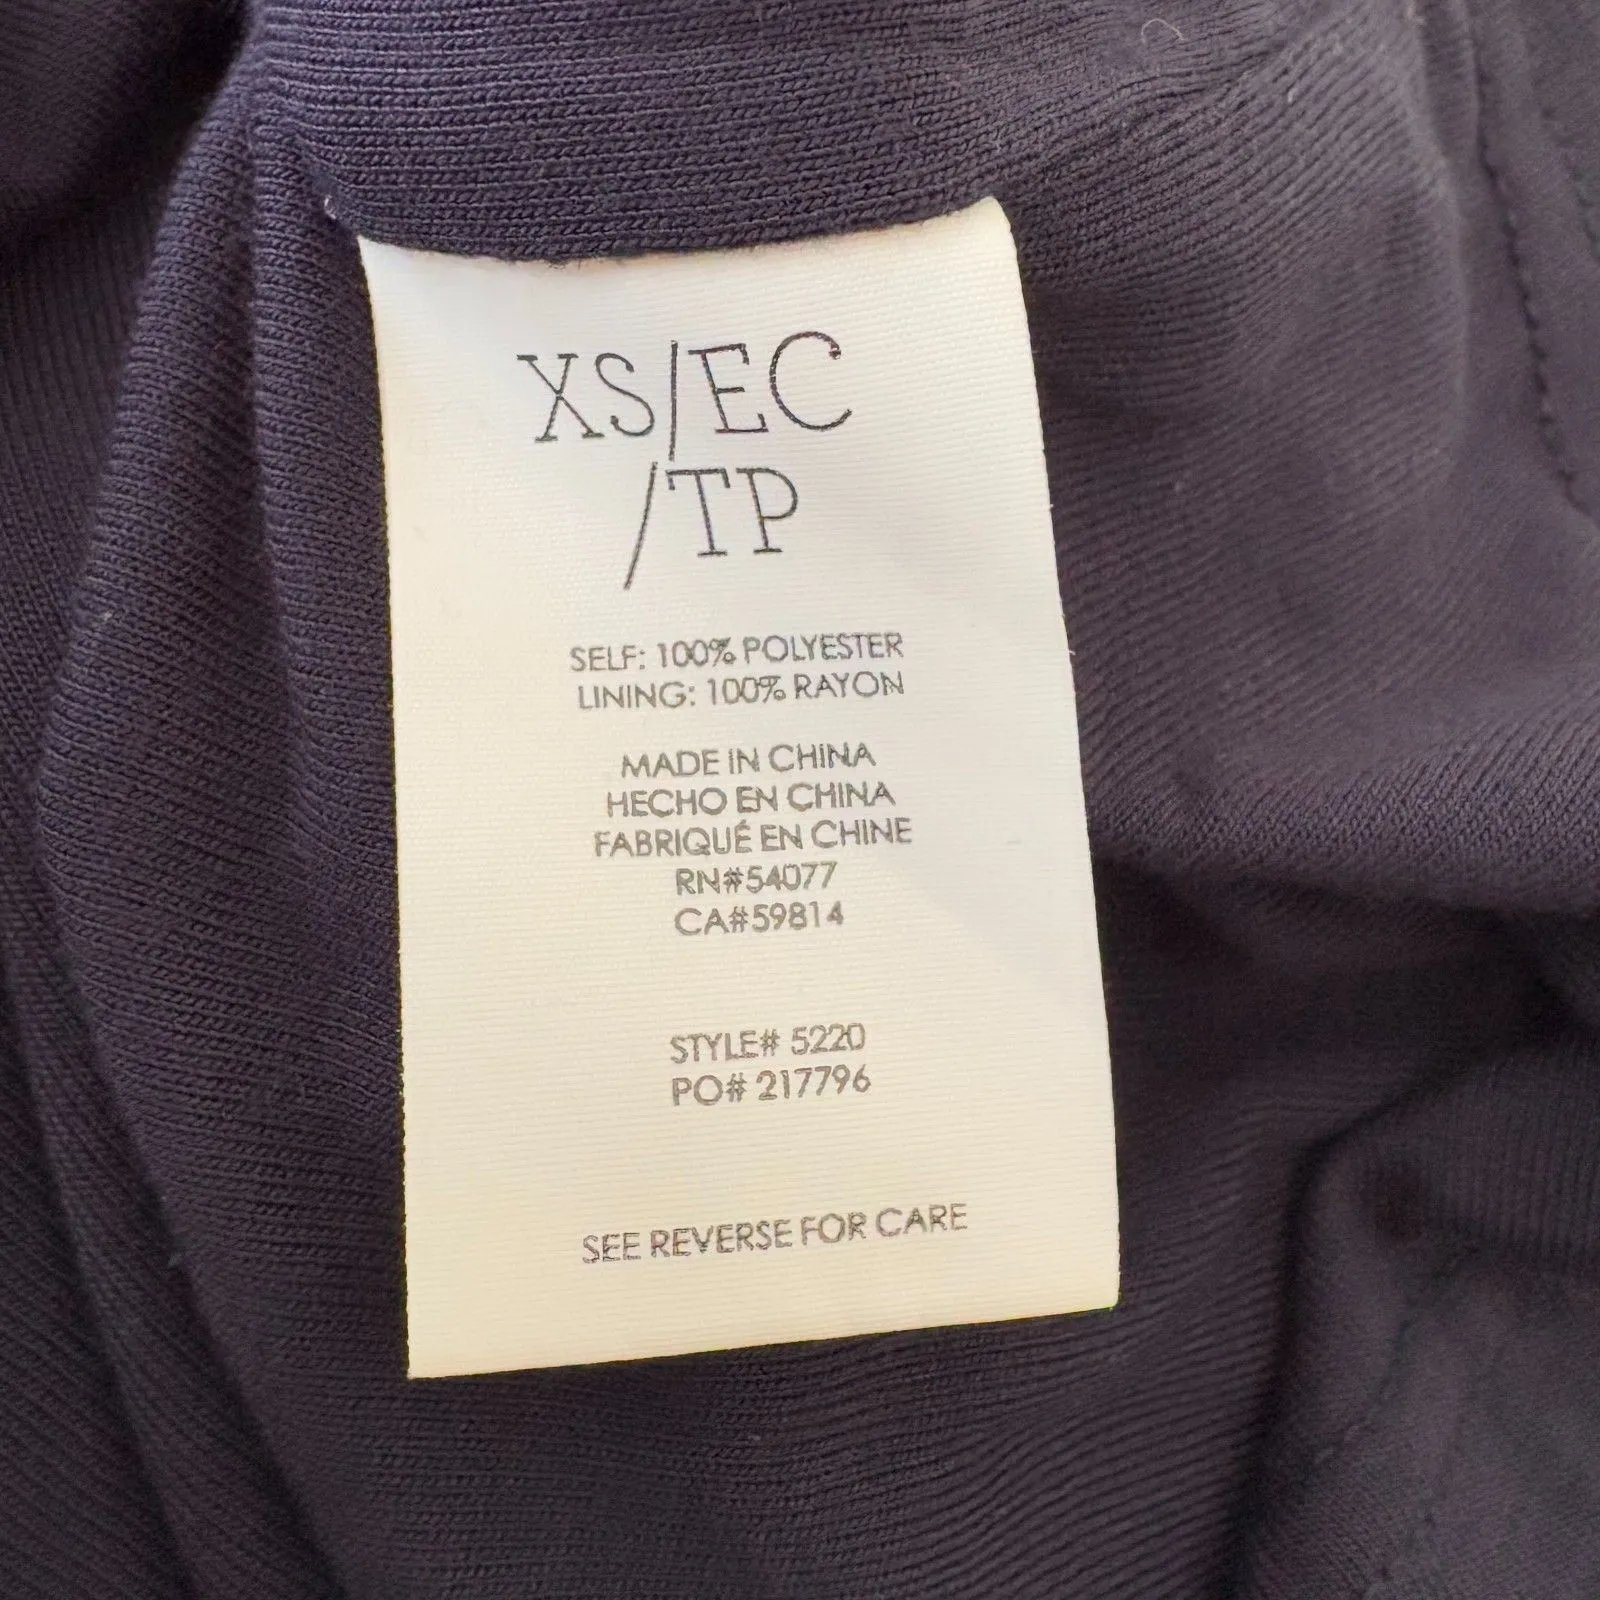 XS/EC
/TP
SELF: 100% POLYESTER
LINING: 100% RAYON
MADE IN CHINA
HECHO EN CHINA
FABRIQUÉ EN CHINE
RN#54077
CA#59814
STYLE# 5220
PO# 217796
SEE REVERSE FOR CARE